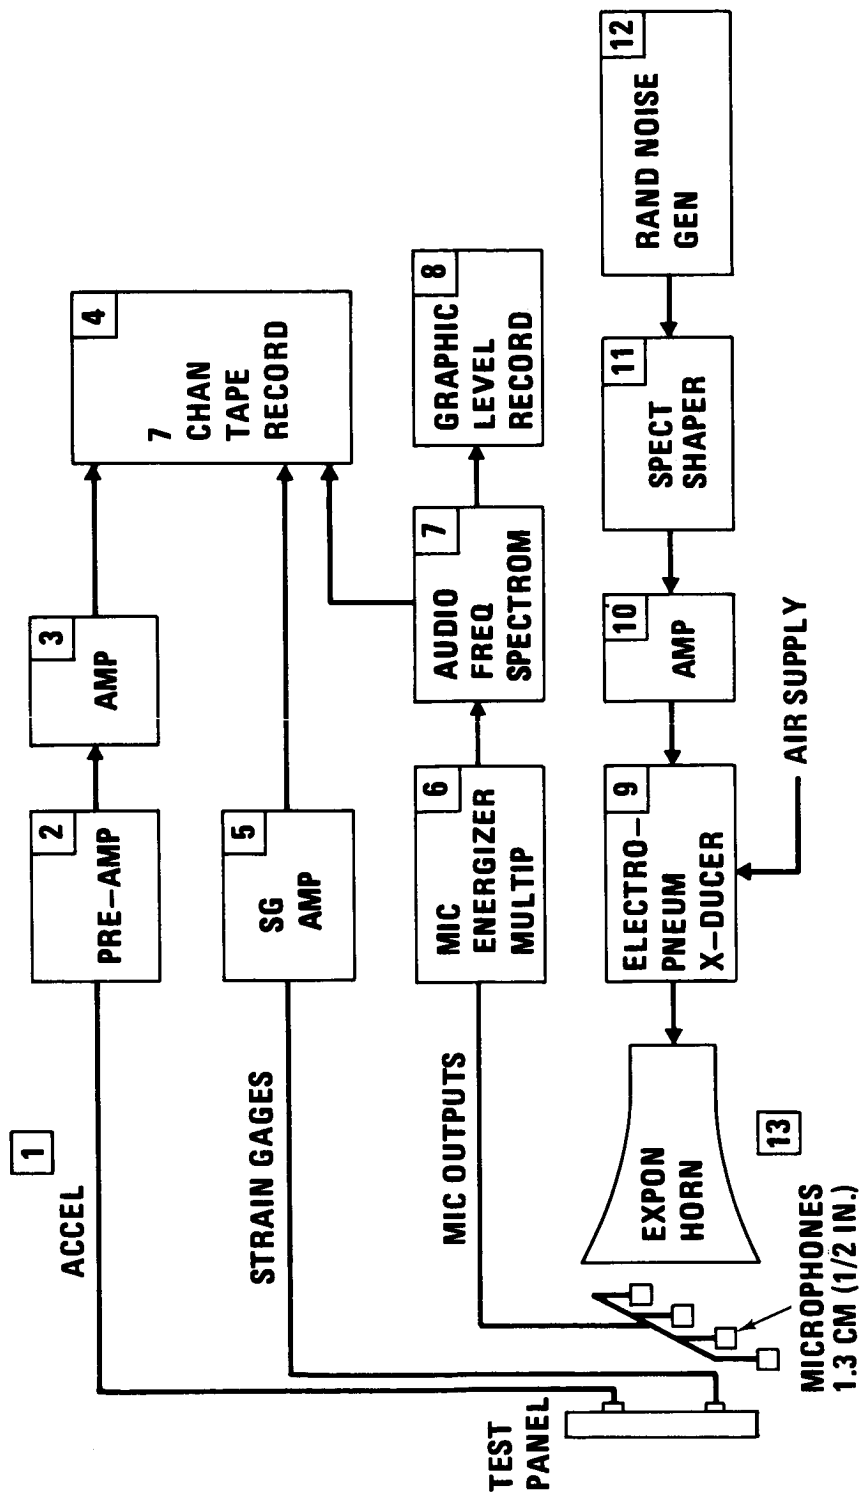 1
ACCEL
2
PRE-AMP
3
AMP
4
7
CHAN
TAPE
RECORD
STRAIN GAGES
5
SG
AMP
MIC OUTPUTS
6
MIC
ENERGIZER
MULTIP
7
AUDIO
FREQ
SPECTROM
8
GRAPHIC
LEVEL
RECORD
TEST
PANEL
MICROPHONES
1.3 CM (1/2 IN.)
13
EXPON
HORN
9
ELECTRO-
PNEUM
X-DUCER
AIR SUPPLY
10
AMP
11
SPECT
SHAPER
12
RAND NOISE
GEN